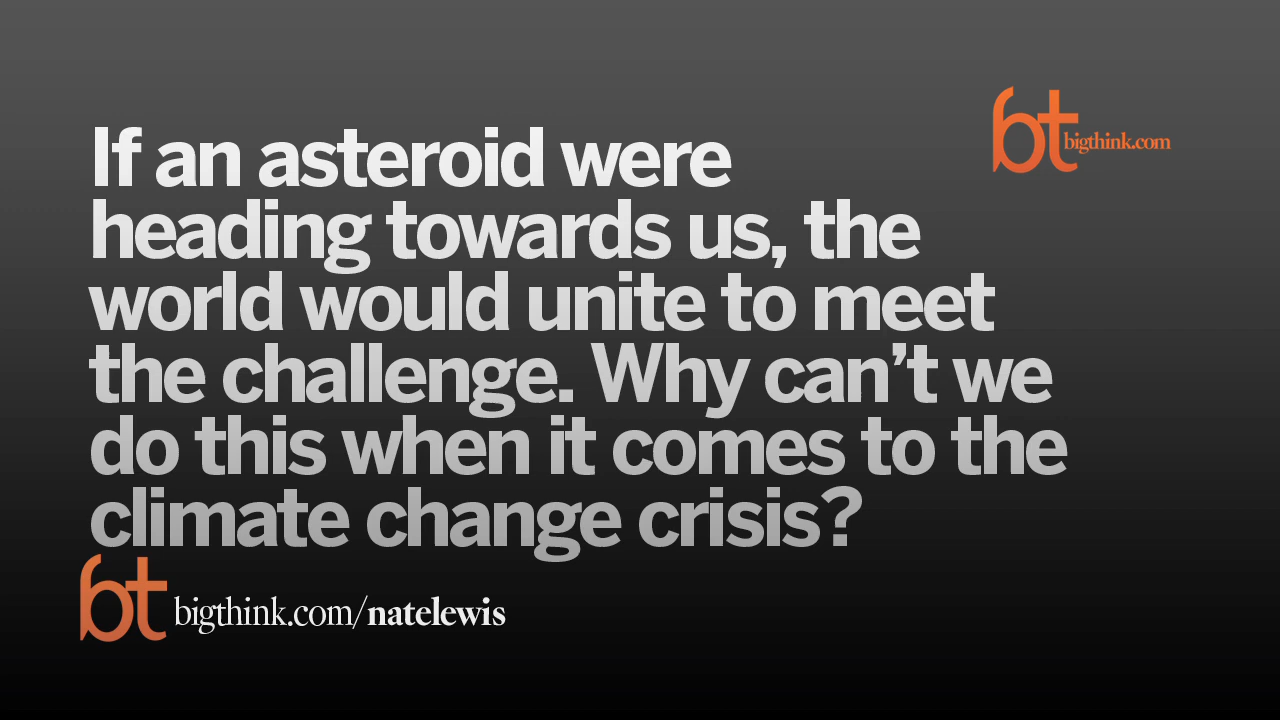 bt bigthink.com
If an asteroid were
heading towards us, the
world would unite to meet
the challenge. Why can’t we
do this when it comes to the
climate change crisis?
bt bigthink.com/natelewis